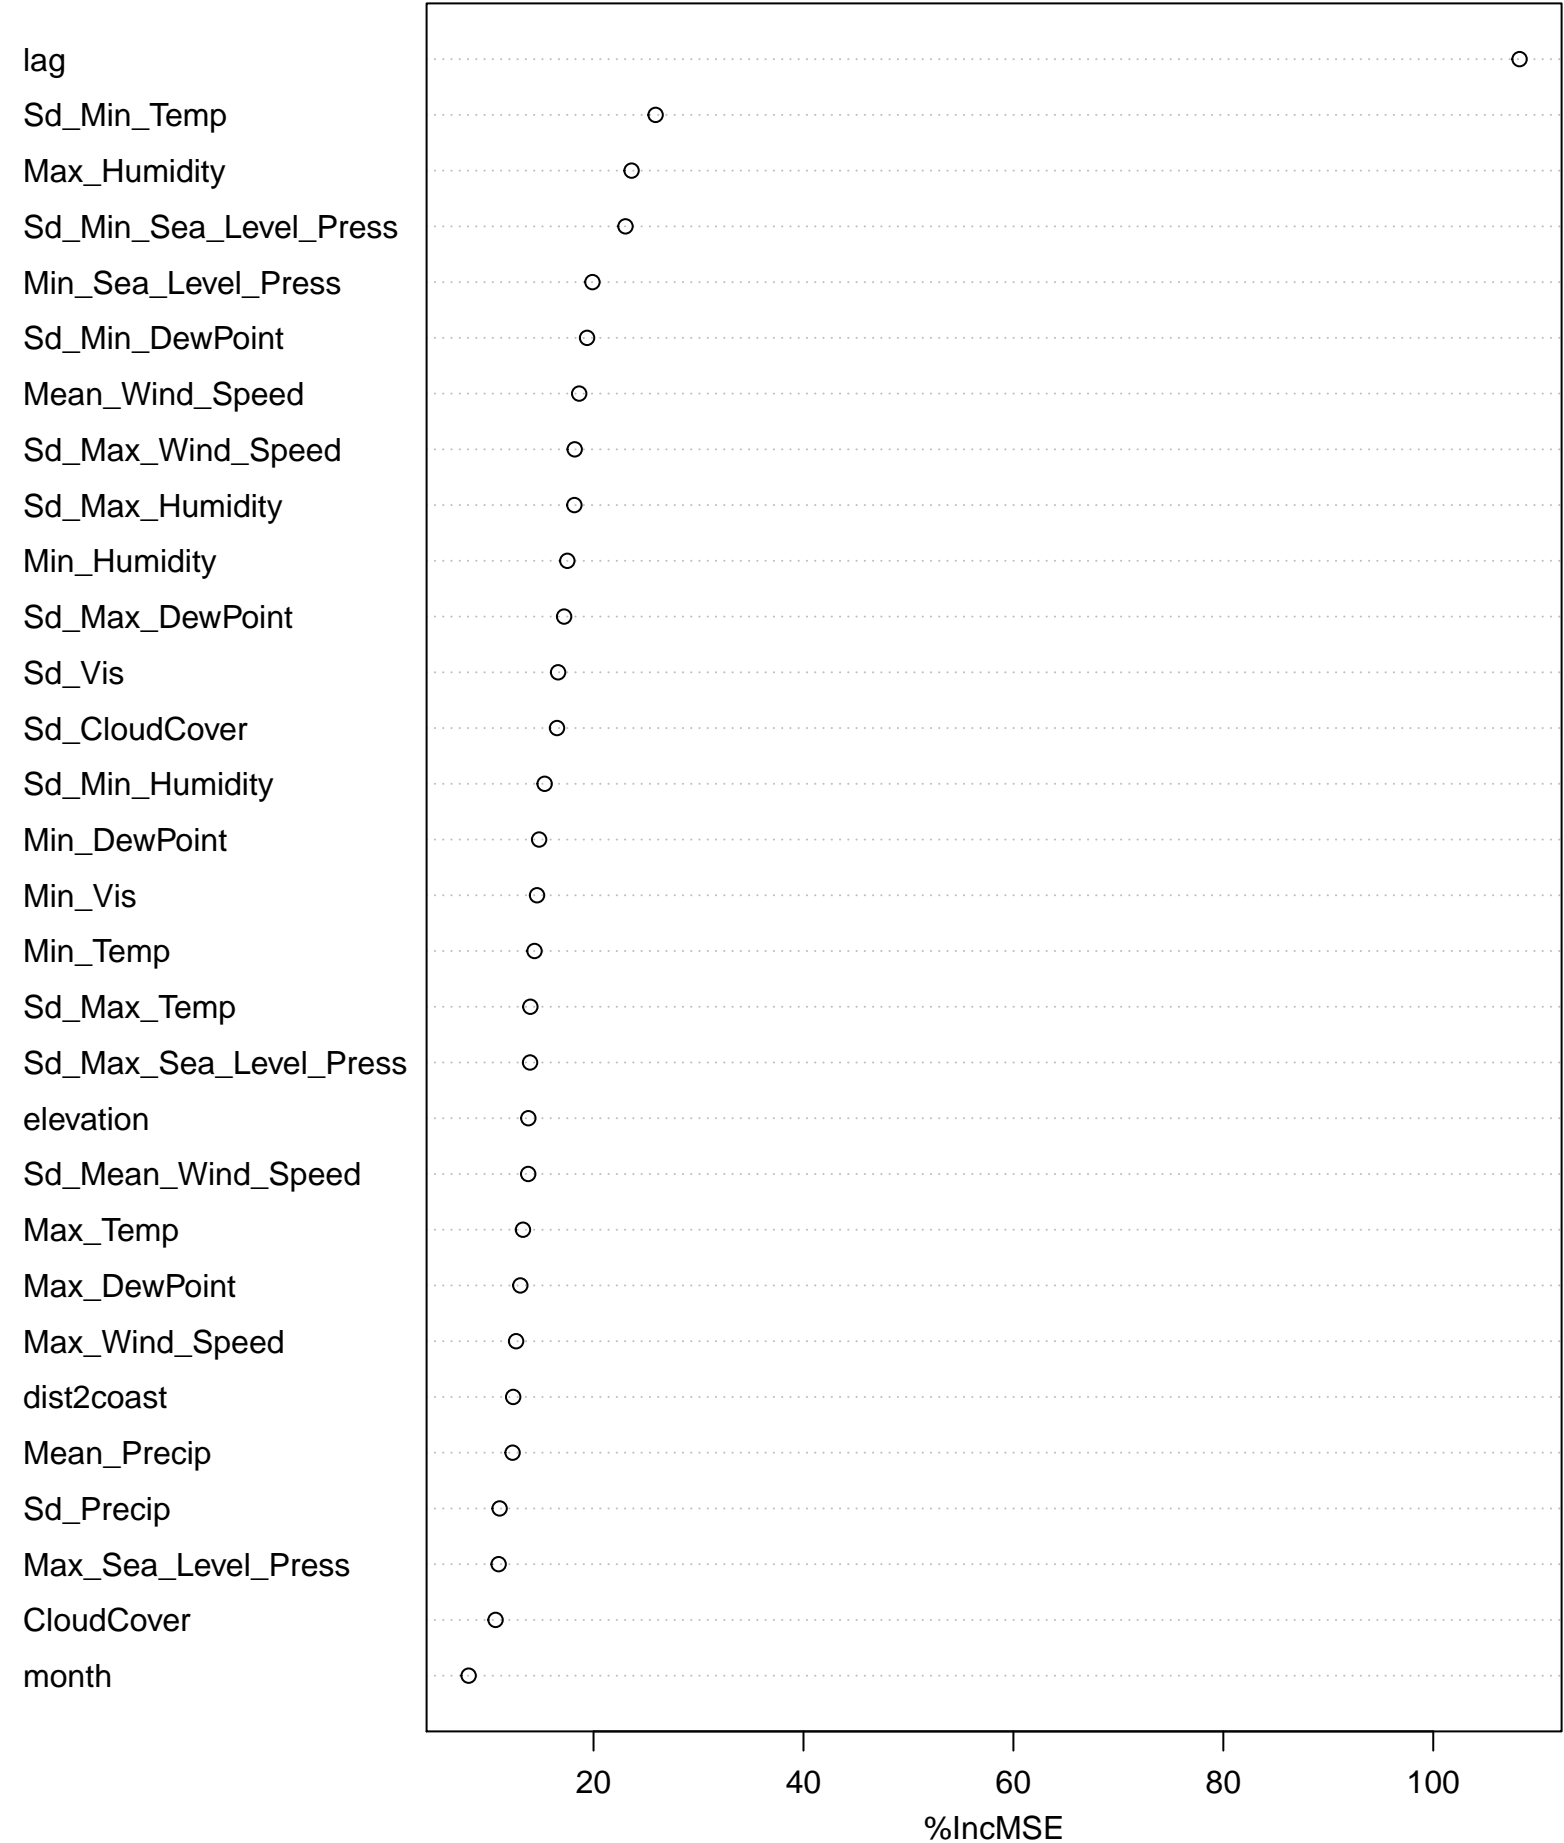 lag
Sd_Min_Temp
Max_Humidity
Sd_Min_Sea_Level_Press
Min_Sea_Level_Press
Sd_Min_DewPoint
Mean_Wind_Speed
Sd_Max_Wind_Speed
Sd_Max_Humidity
Min_Humidity
Sd_Max_DewPoint
Sd_Vis
Sd_CloudCover
Sd_Min_Humidity
Min_DewPoint
Min_Vis
Min_Temp
Sd_Max_Temp
Sd_Max_Sea_Level_Press
elevation
Sd_Mean_Wind_Speed
Max_Temp
Max_DewPoint
Max_Wind_Speed
dist2coast
Mean_Precip
Sd_Precip
Max_Sea_Level_Press
CloudCover
month
20 40 60 80 100
%IncMSE